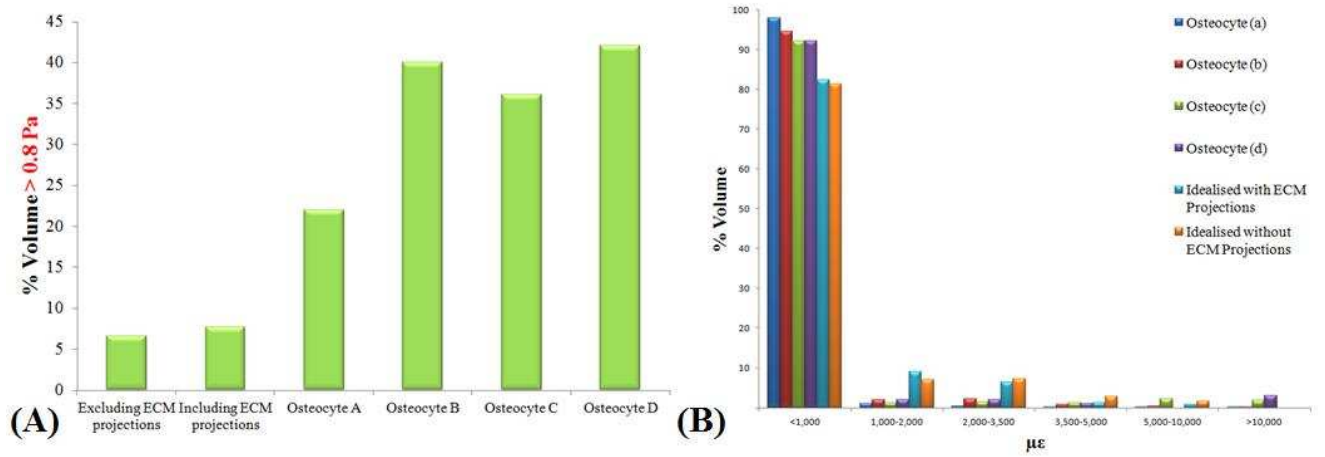 45
40
35
30
25
20
15
10
5
0
% Volume > 0.8 Pa
Excluding ECM projections
Including ECM projections
Osteocyte A
Osteocyte B
Osteocyte C
Osteocyte D
(A)
100
90
80
70
60
50
40
30
20
10
% Volume
<1,000
1,000-2,000
2,000-3,500
3,500-5,000
5,000-10,000
>10,000
με
(B)
Osteocyte (a)
Osteocyte (b)
Osteocyte (c)
Osteocyte (d)
Idealised with ECM
Projections
Idealised without
ECM Projections